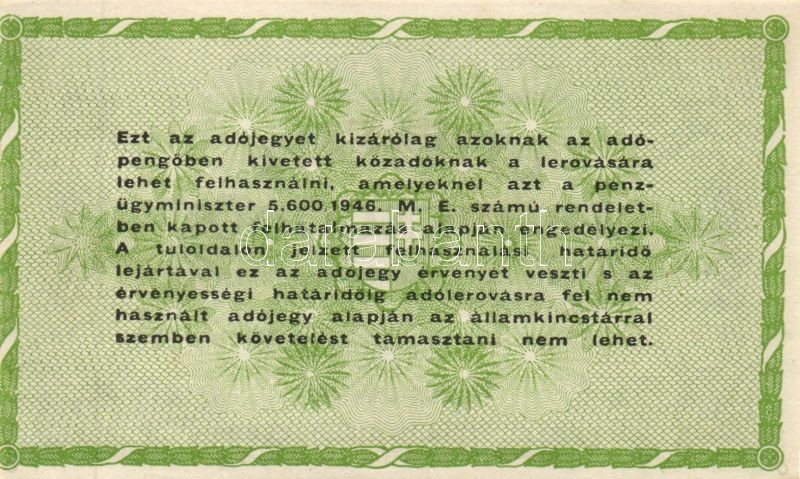 Ezt az adójegyet kizárólag azoknak az adó-
pengőben kivetett közadóknak a lerovására
lehet felhasználni, amelyeknél azt a pénz-
ügyminiszter 5.600/1946. M. E. számú rendelet-
ben kapott felhatalmazás alapján engedélyezi.
A túloldalon jelzett felhasználási határidő
lejártával ez az adójegy érvényét veszti s az
érvényességi határidőig adólerovásra fel nem
használt adójegy alapján az államkincstárral
szemben követelést támasztani nem lehet.
darabanth